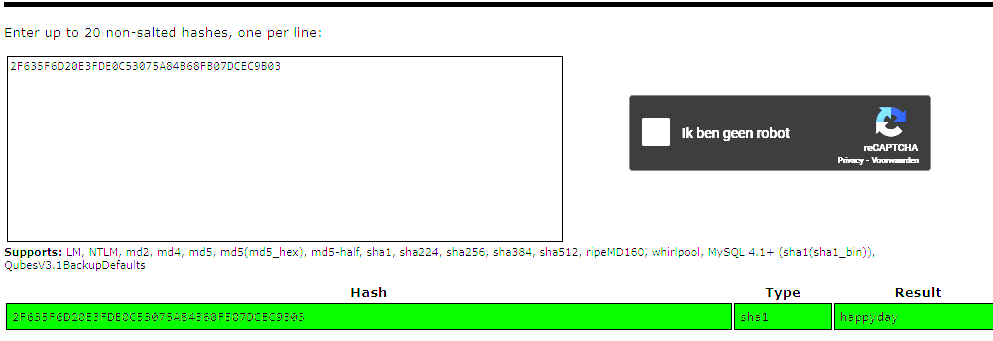 Enter up to 20 non-salted hashes, one per line:
2F635F6D20E3FDE0C53075A84B68FB07DCEC9B03
Ik ben geen robot
reCAPTCHA
Privacy - Voorwaarden
Supports: LM, NTLM, md2, md4, md5, md5(md5_hex), md5-half, sha1, sha224, sha256, sha384, sha512, ripeMD160, whirlpool, MySQL 4.1+ (sha1(sha1_bin)),
QubesV3.1BackupDefaults
Hash Type Result
2F635F6D20E3FDE0C53075A84B68FB07DCEC9B03 sha1 happyday